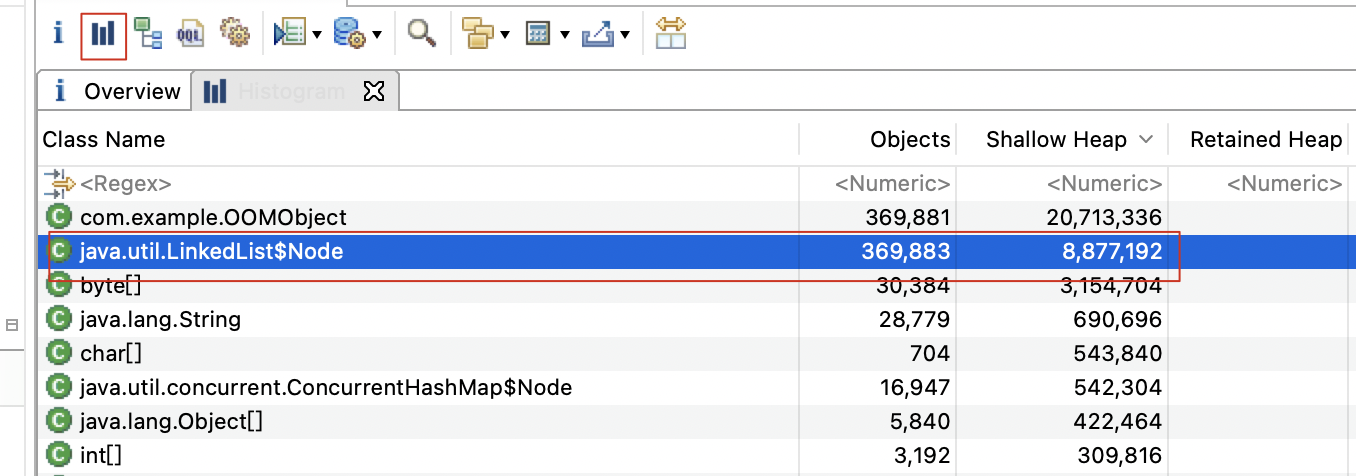 i OQL
i Overview Histogram
Class Name Objects Shallow Heap Retained Heap
<Regex> <Numeric> <Numeric> <Numeric>
C com.example.OOMObject 369,881 20,713,336
C java.util.LinkedList$Node 369,883 8,877,192
C byte[] 30,384 3,154,704
C java.lang.String 28,779 690,696
C char[] 704 543,840
C java.util.concurrent.ConcurrentHashMap$Node 16,947 542,304
C java.lang.Object[] 5,840 422,464
C int[] 3,192 309,816